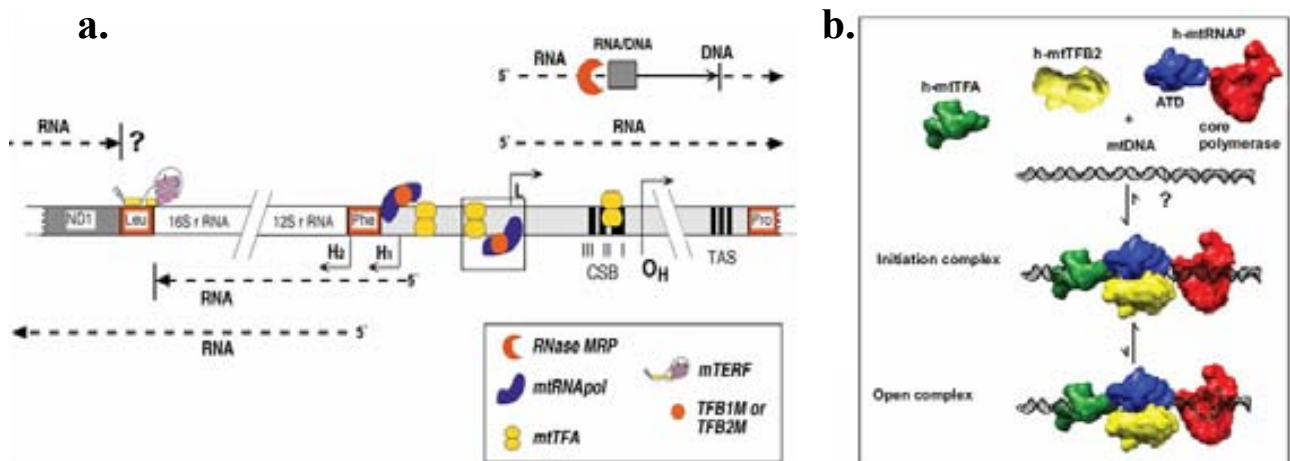 a.
RNA RNA/DNA DNA
5´
RNA
?
RNA
5´
L
ND1 Leu 16S r RNA 12S r RNA Phe Pro
H2 H1
III II I
CSB
OH
TAS
5´
RNA
5´
RNA
RNase MRP
mtRNApol
mtTFA
mTERF
TFB1M or
TFB2M
b.
h-mtRNAP
h-mtTFB2
h-mtTFA
ATD
+
core
polymerase
mtDNA
?
Initiation complex
Open complex